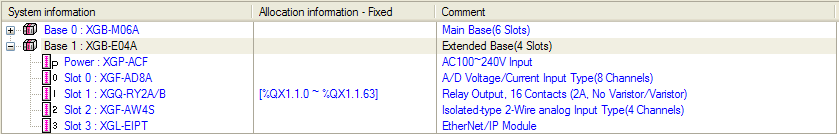 System information Allocation information - Fixed Comment
Base 0 : XGB-M06A Main Base(6 Slots)
Base 1 : XGB-E04A Extended Base(4 Slots)
Power : XGP-ACF AC100~240V Input
Slot 0 : XGF-AD8A A/D Voltage/Current Input Type(8 Channels)
Slot 1 : XGQ-RY2A/B [%QX1.1.0 ~ %QX1.1.63] Relay Output, 16 Contacts (2A, No Varistor/Varistor)
Slot 2 : XGF-AW4S Isolated-type 2-Wire analog Input Type(4 Channels)
Slot 3 : XGL-EIPT EtherNet/IP Module